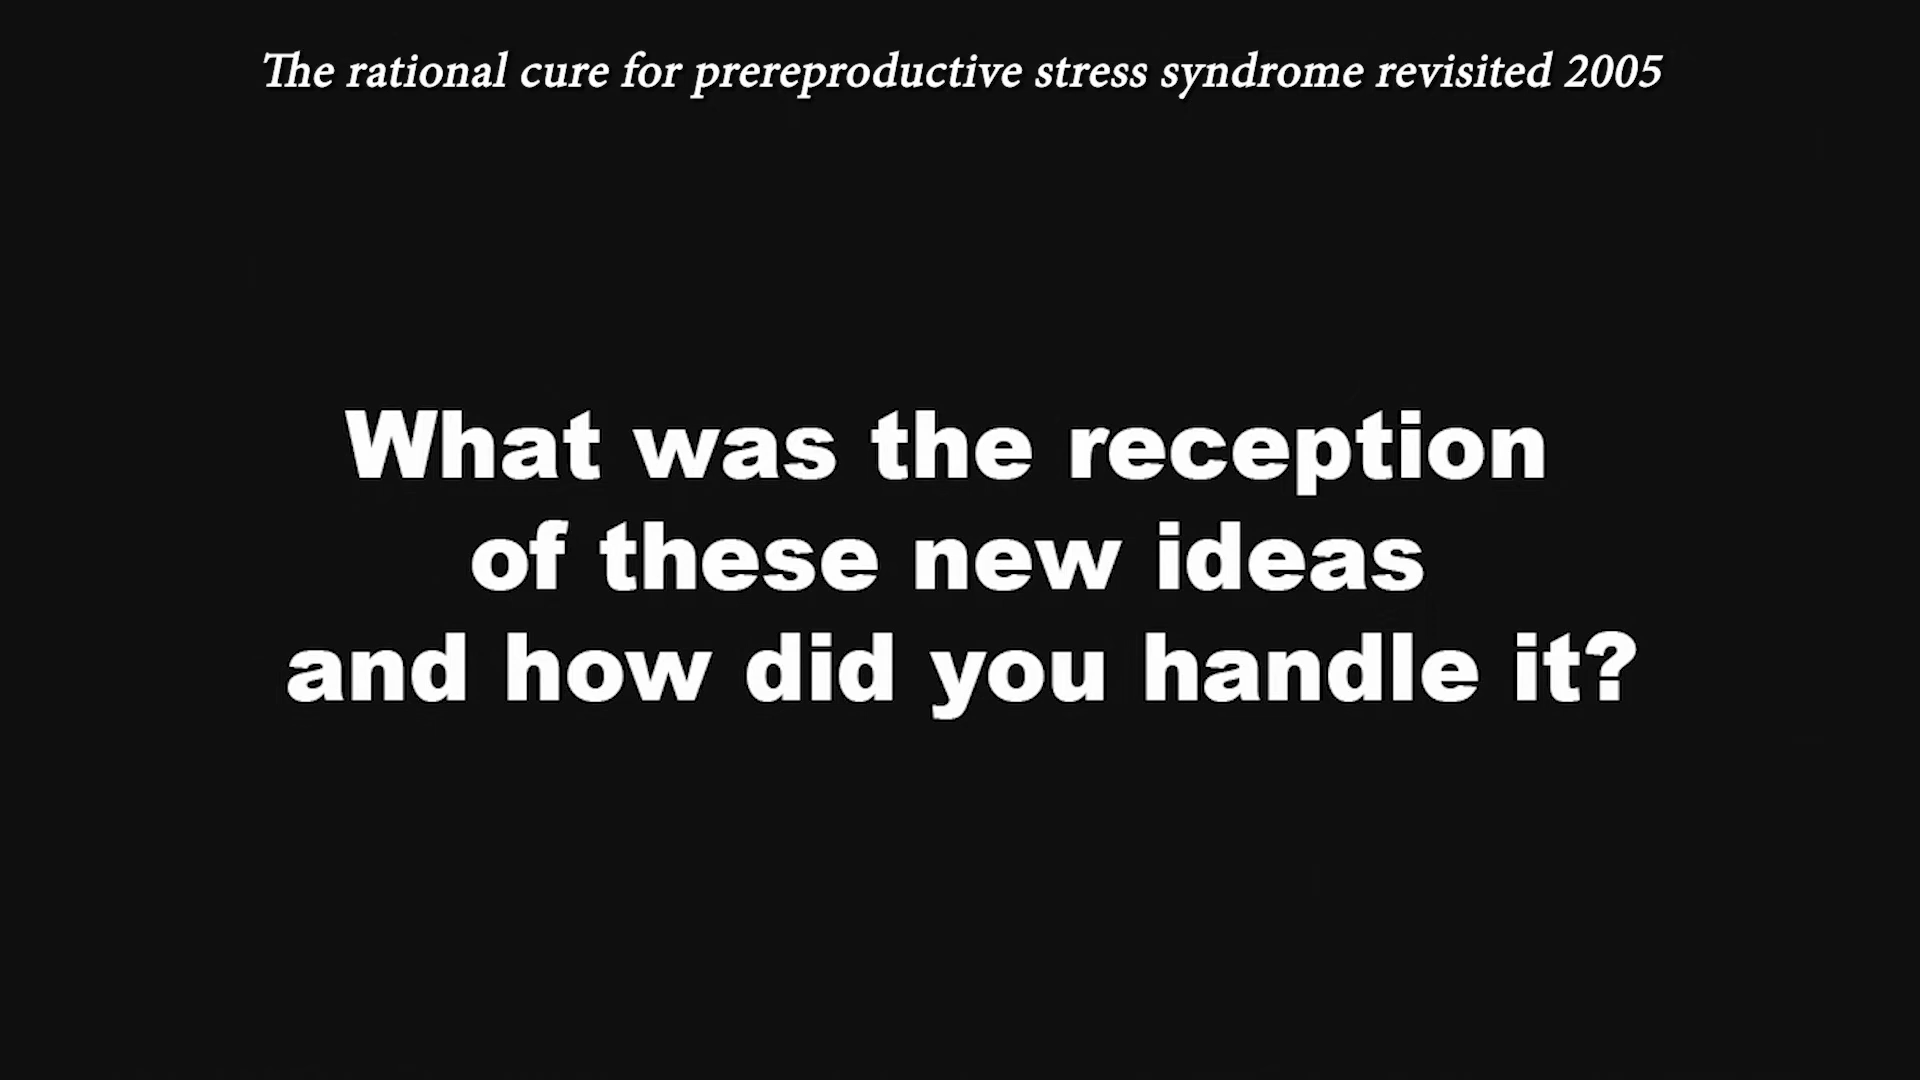 The rational cure for prereproductive stress syndrome revisited 2005
What was the reception
of these new ideas
and how did you handle it?